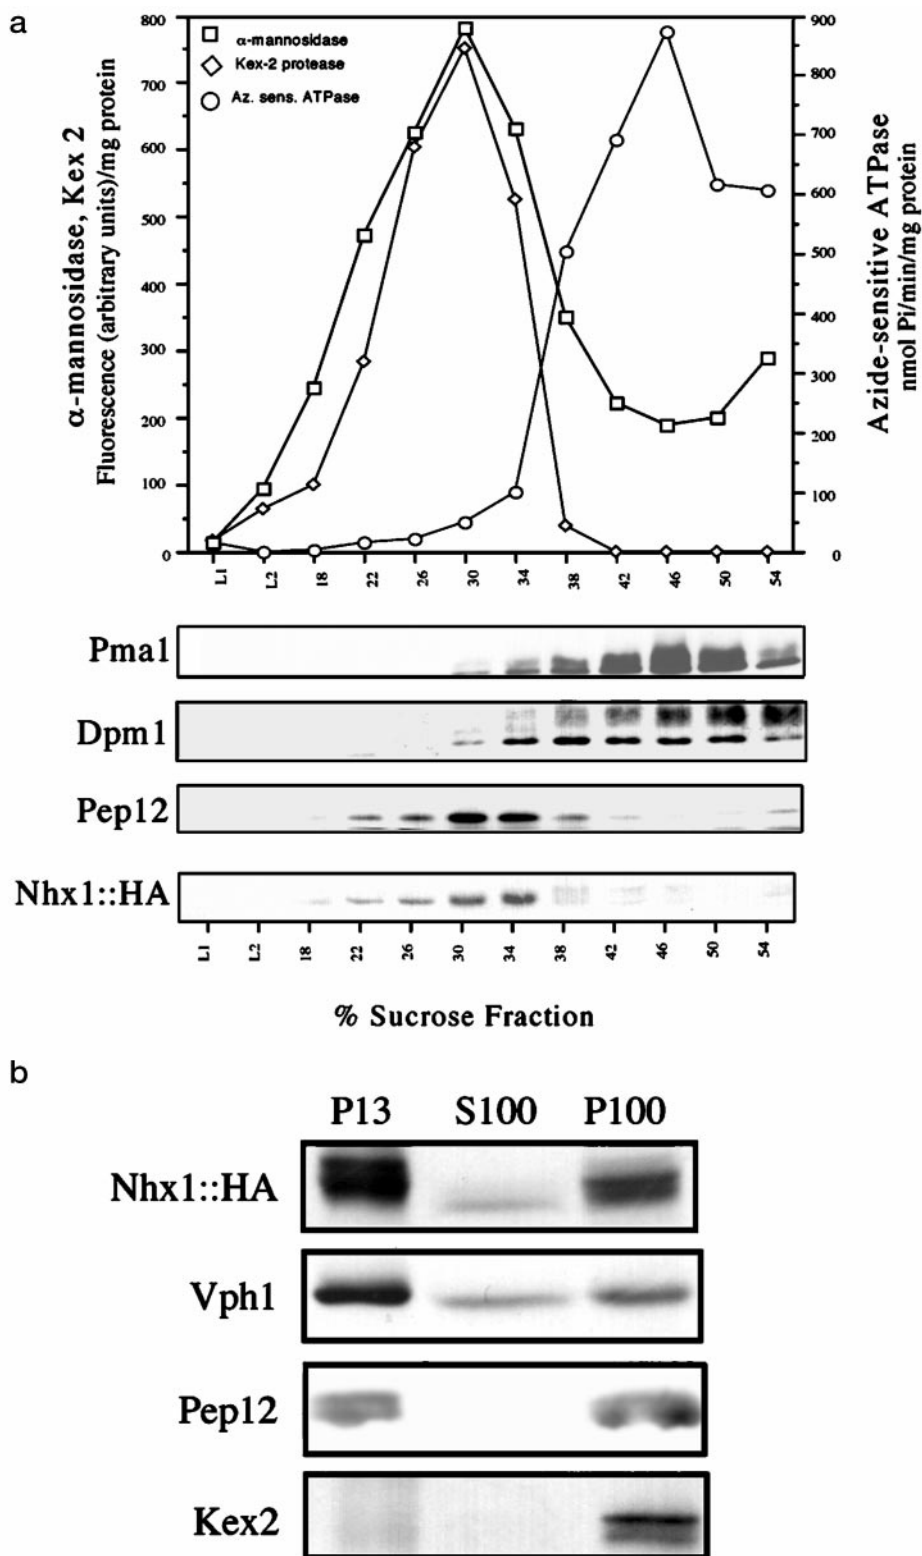 a
α-mannosidase
Kex-2 protease
Az. sens. ATPase
α-mannosidase, Kex 2
Fluorescence (arbitrary units)/mg protein
800
700
600
500
400
300
200
100
0
900
800
700
600
500
400
300
200
100
0
Azide-sensitive ATPase
nmol Pi/min/mg protein
L1 L2 18 22 26 30 34 38 42 46 50 54
Pma1
Dpm1
Pep12
Nhx1::HA
L1 L2 18 22 26 30 34 38 42 46 50 54
% Sucrose Fraction
b
P13 S100 P100
Nhx1::HA
Vph1
Pep12
Kex2